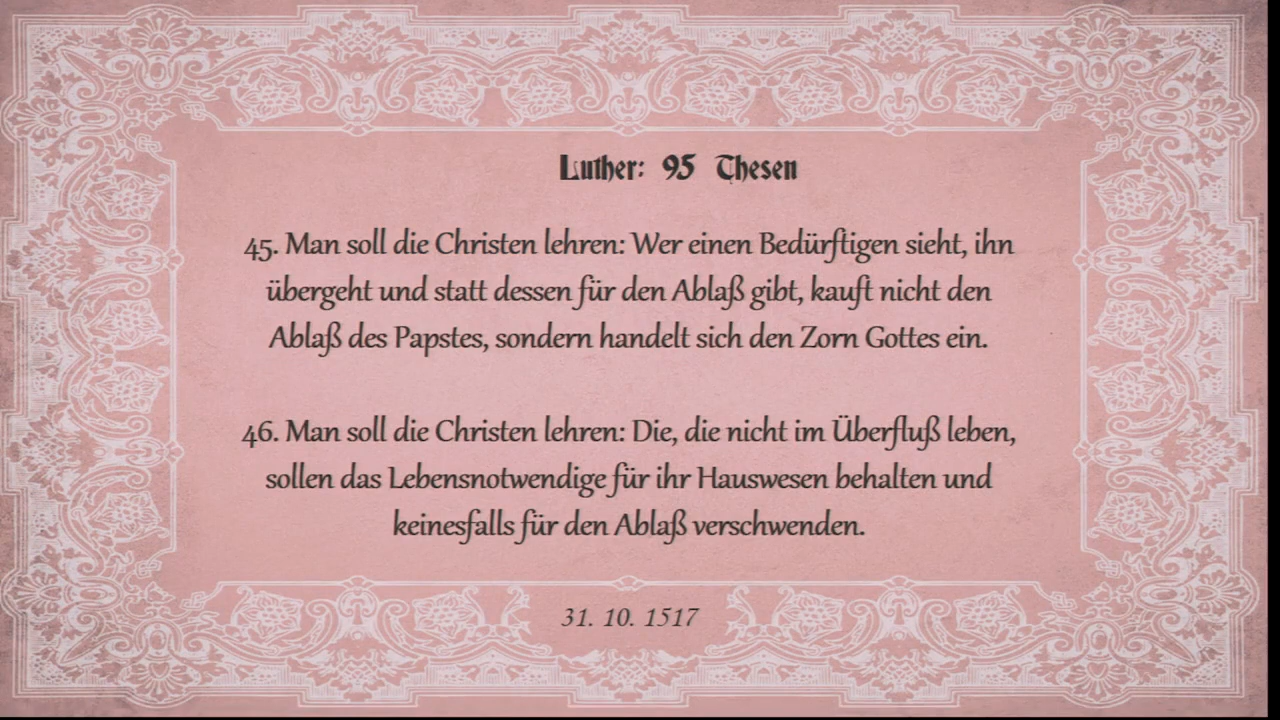 Luther: 95 Thesen
45. Man soll die Christen lehren: Wer einen Bedürftigen sieht, ihn
übergeht und statt dessen für den Ablaß gibt, kauft nicht den
Ablaß des Papstes, sondern handelt sich den Zorn Gottes ein.
46. Man soll die Christen lehren: Die, die nicht im Überfluß leben,
sollen das Lebensnotwendige für ihr Hauswesen behalten und
keinesfalls für den Ablaß verschwenden.
31. 10. 1517